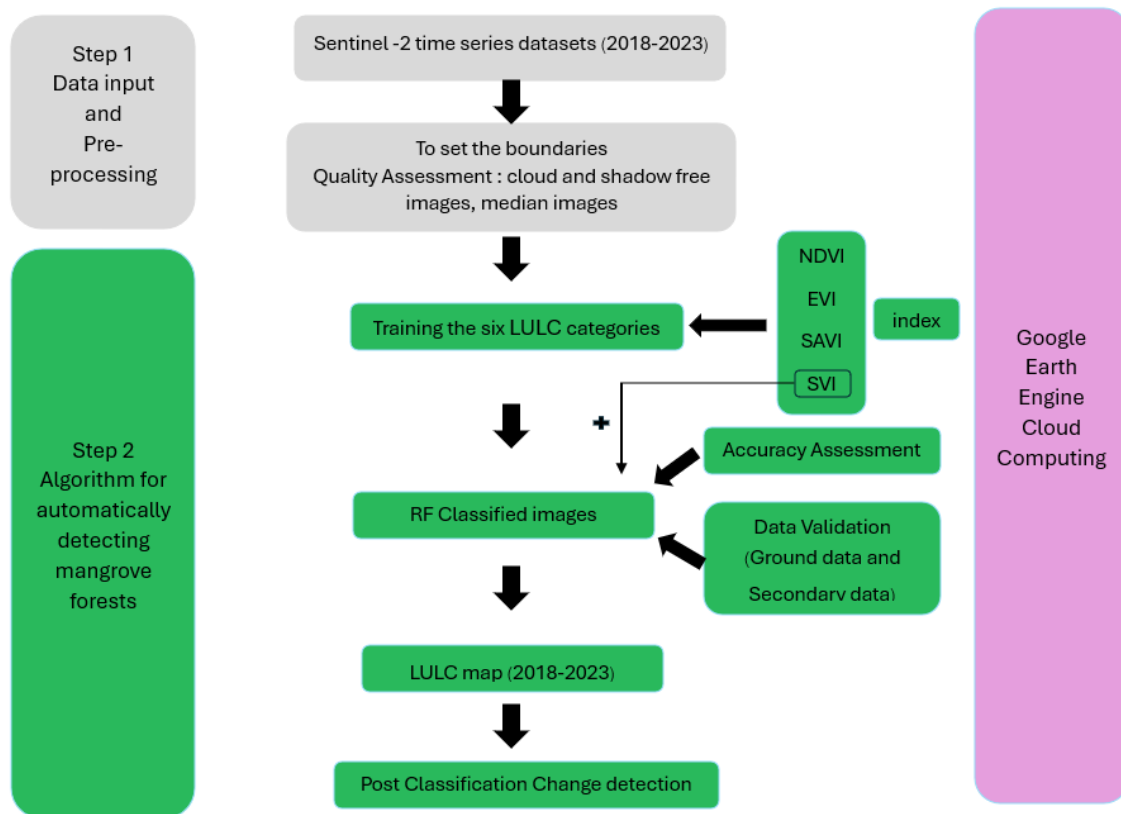 Step 1
Data input
and
Pre-
processing
Sentinel -2 time series datasets (2018-2023)
To set the boundaries
Quality Assessment : cloud and shadow free
images, median images
Step 2
Algorithm for
automatically
detecting
mangrove
forests
Training the six LULC categories
NDVI
EVI
SAVI
SVI
index
+
Accuracy Assessment
RF Classified images
Data Validation
(Ground data and
Secondary data)
LULC map (2018-2023)
Post Classification Change detection
Google
Earth
Engine
Cloud
Computing